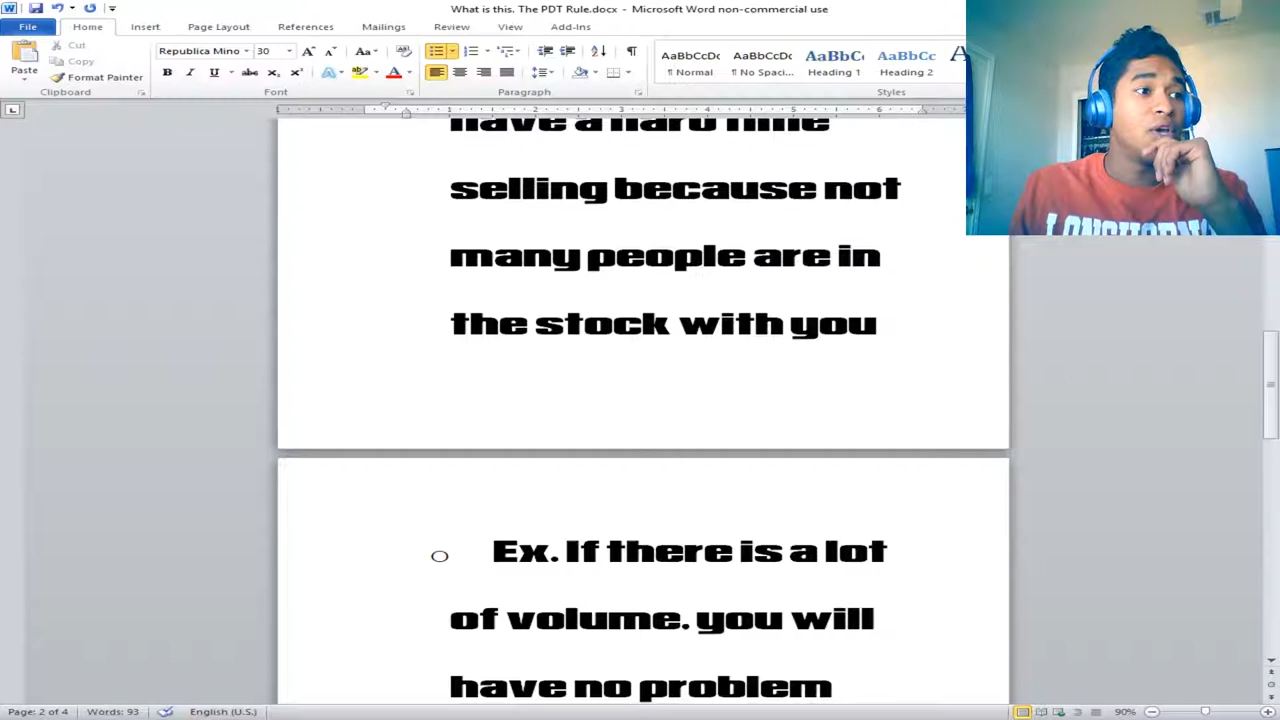 What is this. The PDT Rule.docx - Microsoft Word non-commercial use
File Home Insert Page Layout References Mailings Review View Add-Ins
Paste
Cut
Copy
Format Painter
Clipboard
Republica Mino 30
Font
Paragraph
AaBbCcDc AaBbCcDc AaBbC AaBbCc
¶ Normal ¶ No Spaci... Heading 1 Heading 2
Styles
have a hard time
selling because not
many people are in
the stock with you
Ex. If there is a lot
of volume. you will
have no problem
Page: 2 of 4 Words: 93 English (U.S.) 90%